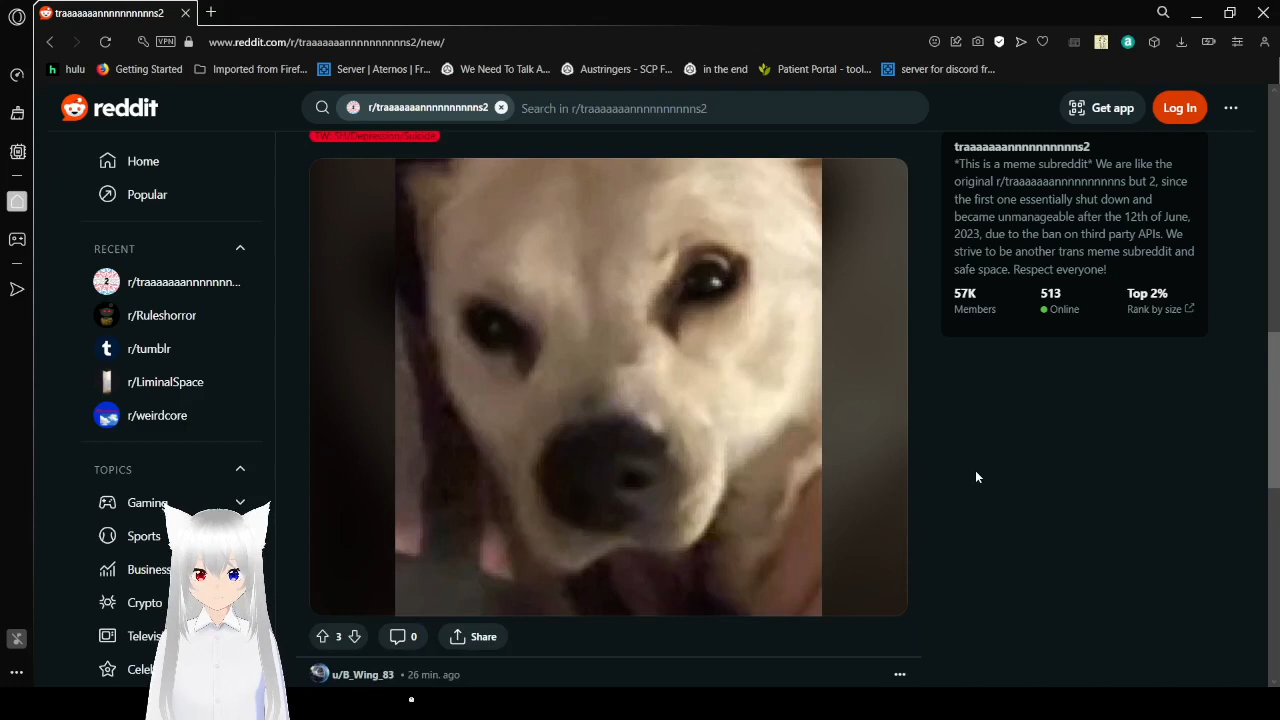 traaaaaaannnnnnnnnns2
www.reddit.com/r/traaaaaaannnnnnnnnns2/new/
VPN
hulu
Getting Started
Imported from Firef...
Server | Aternos | Fr...
We Need To Talk A...
Austringers - SCP F...
in the end
Patient Portal - tool...
server for discord fr...
reddit
r/traaaaaaannnnnnnnnns2
Search in r/traaaaaaannnnnnnnnns2
Get app
Log In
TW: SH/Depression/Suicide
Home
Popular
RECENT
r/traaaaaaannnnnnn...
r/Ruleshorror
r/tumblr
r/LiminalSpace
r/weirdcore
TOPICS
Gaming
Sports
Business
Crypto
Televis
Celeb
traaaaaaannnnnnnnnns2
*This is a meme subreddit* We are like the
original r/traaaaaaannnnnnnnnns but 2, since
the first one essentially shut down and
became unmanageable after the 12th of June,
2023, due to the ban on third party APIs. We
strive to be another trans meme subreddit and
safe space. Respect everyone!
57K
Members
513
Online
Top 2%
Rank by size
3
0
Share
u/B_Wing_83 • 26 min. ago